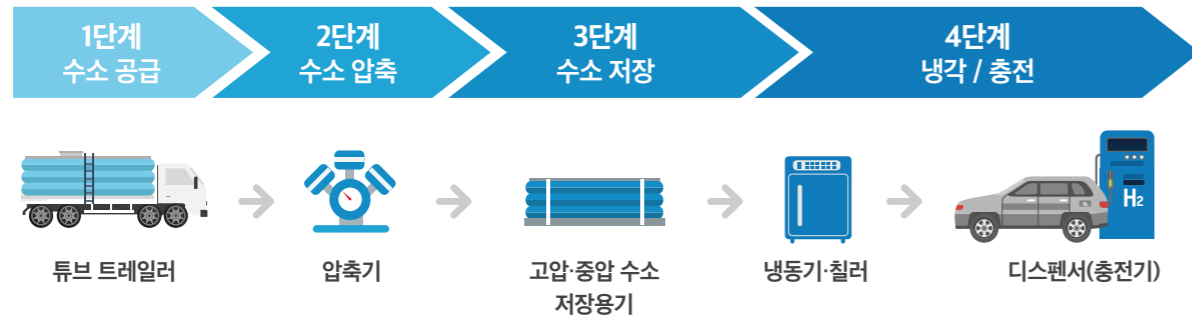 1단계
수소 공급
2단계
수소 압축
3단계
수소 저장
4단계
냉각 / 충전
H2
튜브 트레일러
압축기
고압·중압 수소
저장용기
냉동기·칠러
디스펜서(충전기)